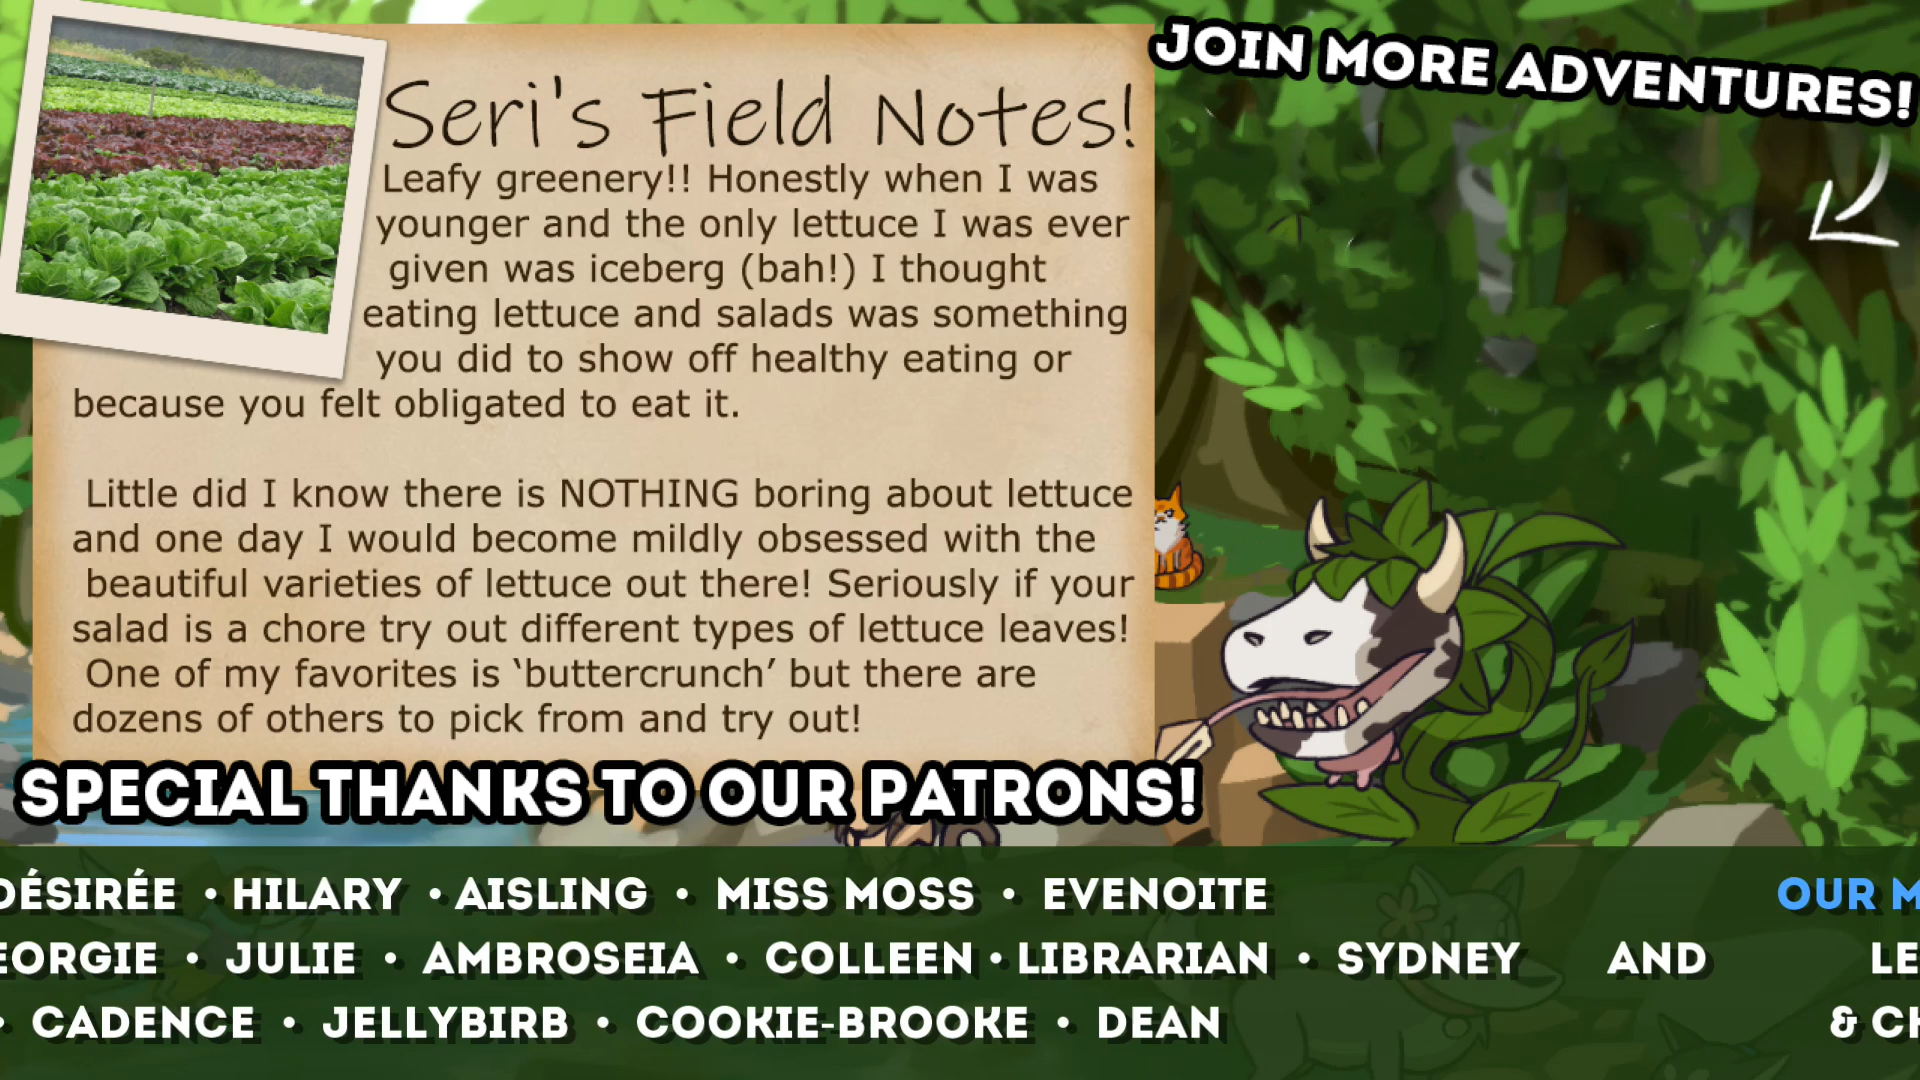 JOIN MORE ADVENTURES!
Seri's Field Notes!
Leafy greenery!! Honestly when I was
younger and the only lettuce I was ever
given was iceberg (bah!) I thought
eating lettuce and salads was something
you did to show off healthy eating or
because you felt obligated to eat it.
Little did I know there is NOTHING boring about lettuce
and one day I would become mildly obsessed with the
beautiful varieties of lettuce out there! Seriously if your
salad is a chore try out different types of lettuce leaves!
One of my favorites is ‘buttercrunch’ but there are
dozens of others to pick from and try out!
SPECIAL THANKS TO OUR PATRONS!
DÉSIRÉE • HILARY • AISLING • MISS MOSS • EVENOITE OUR M
EORGIE • JULIE • AMBROSEIA • COLLEEN • LIBRARIAN • SYDNEY AND LE
• CADENCE • JELLYBIRB • COOKIE-BROOKE • DEAN & CH